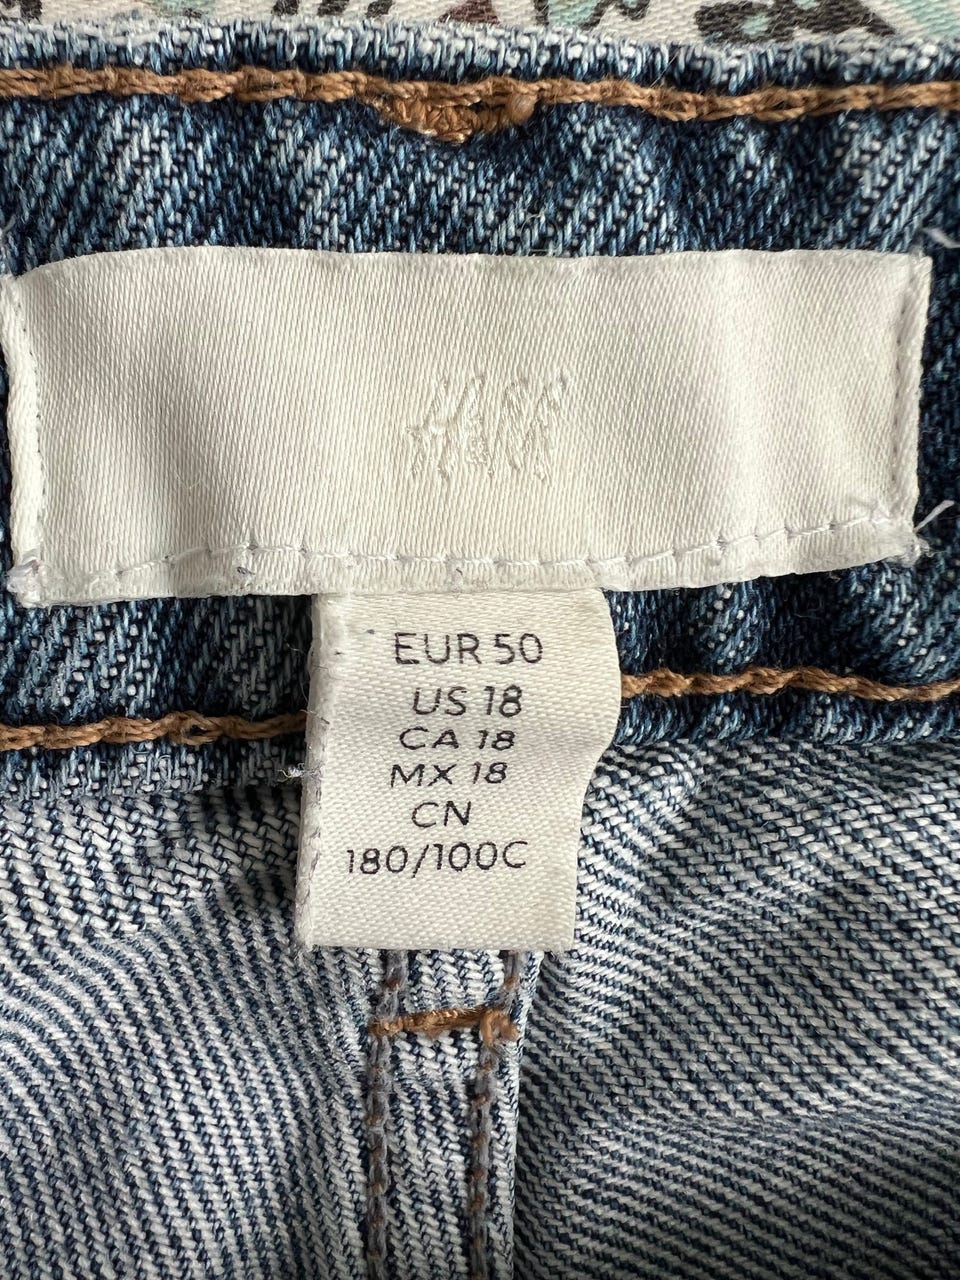 H&M
EUR 50
US 18
CA 18
MX 18
CN
180/100C